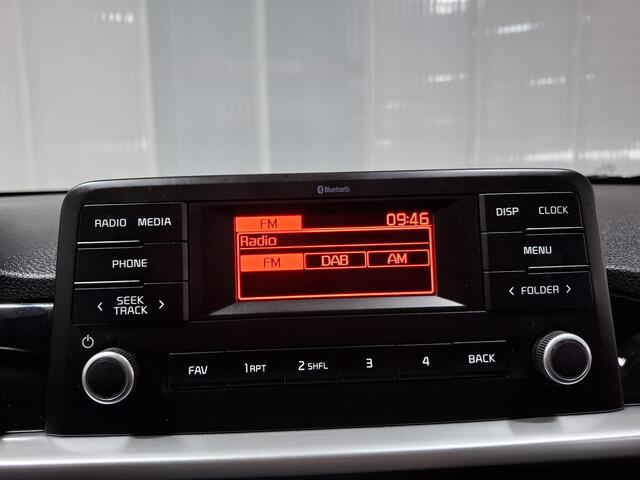 Bluetooth
RADIO MEDIA
FM 09:46
DISP CLOCK
Radio
PHONE
FM DAB AM
MENU
< SEEK TRACK >
< FOLDER >
FAV 1 RPT 2 SHFL 3 4 BACK